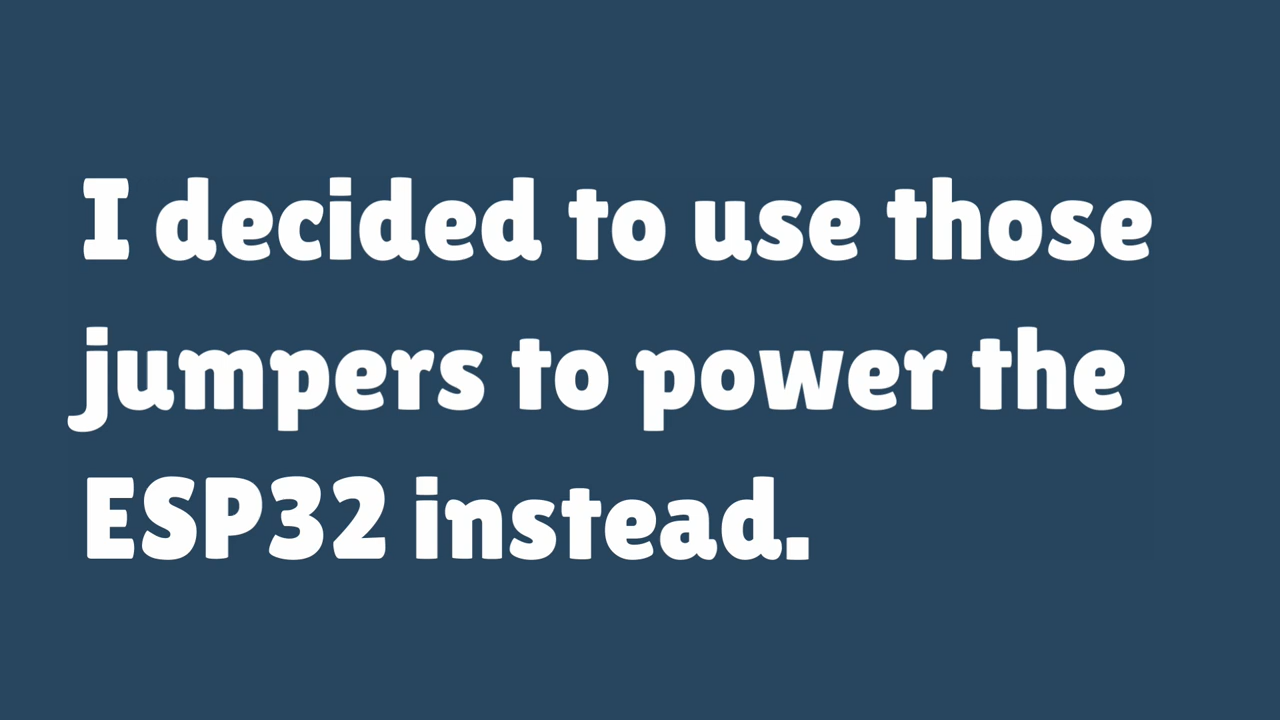 I decided to use those
jumpers to power the
ESP32 instead.